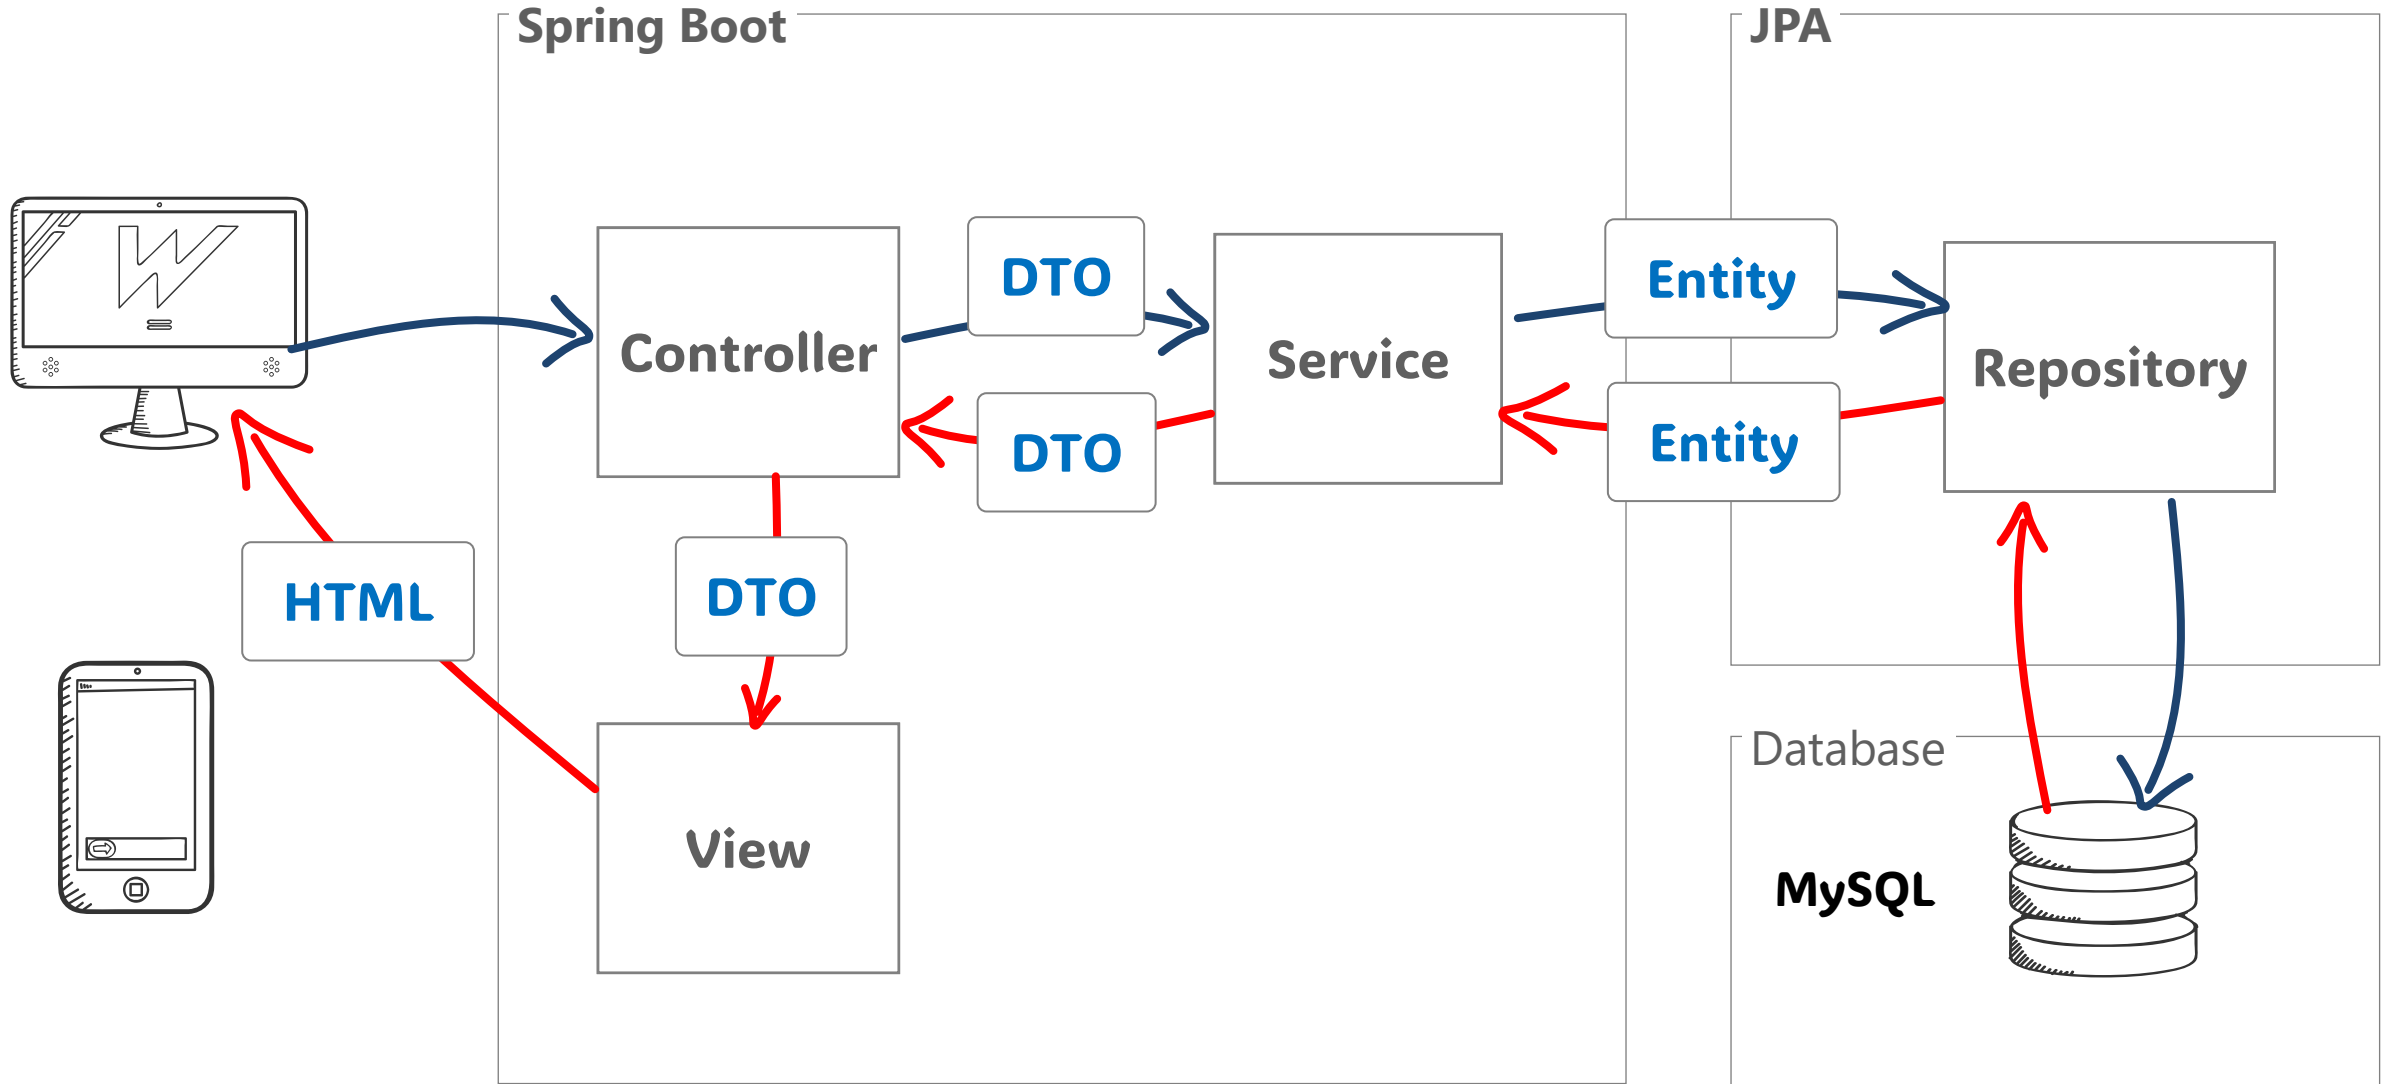 Spring Boot
JPA
W
Controller
DTO
Service
Entity
Repository
DTO
Entity
HTML
DTO
View
Database
MySQL